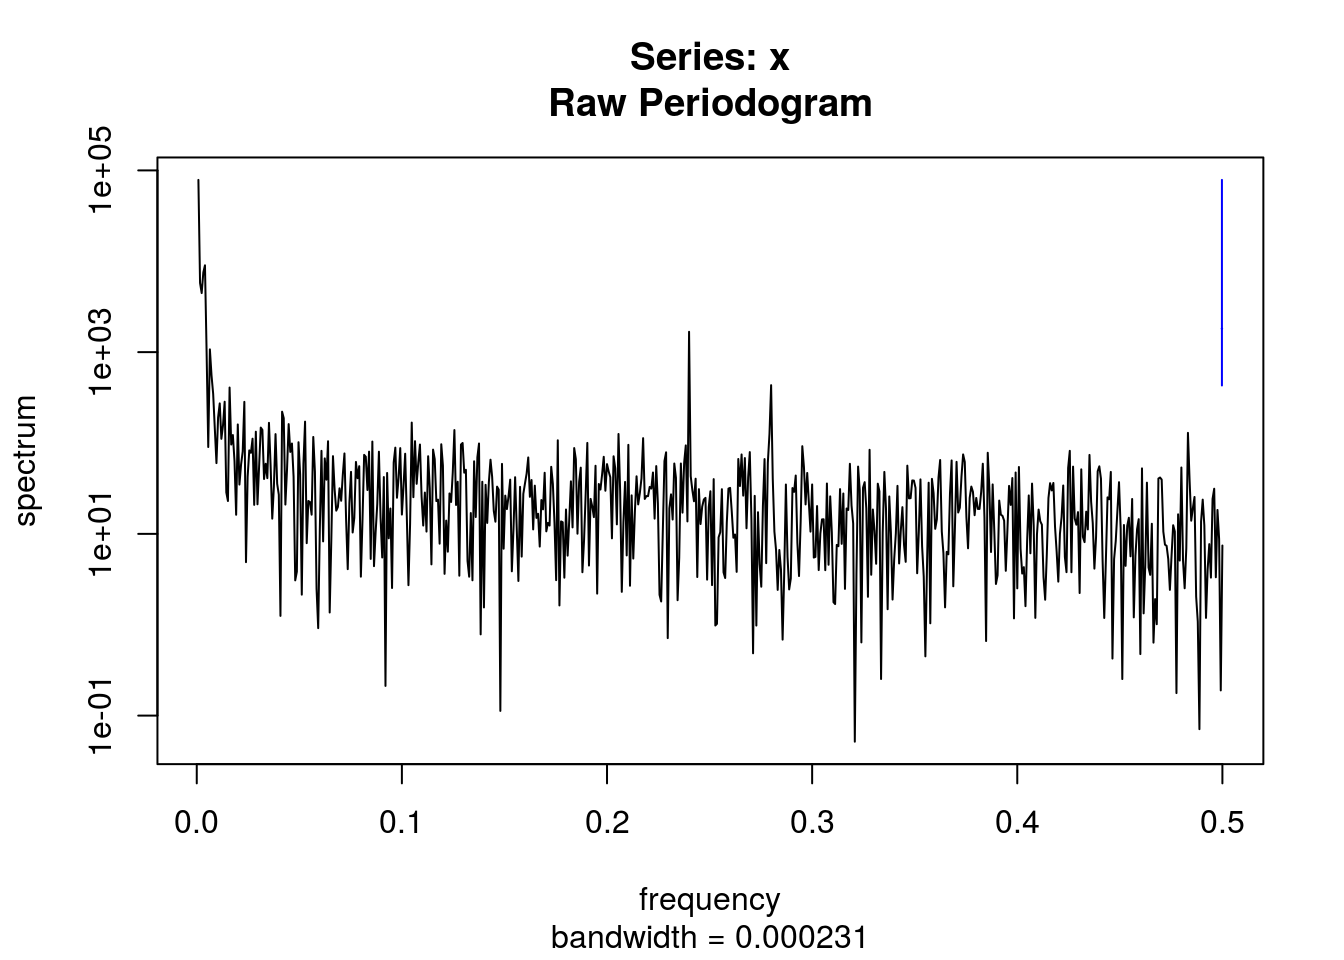 Series: x
Raw Periodogram
spectrum
1e+05
1e+03
1e+01
1e-01
0.0 0.1 0.2 0.3 0.4 0.5
frequency
bandwidth = 0.000231